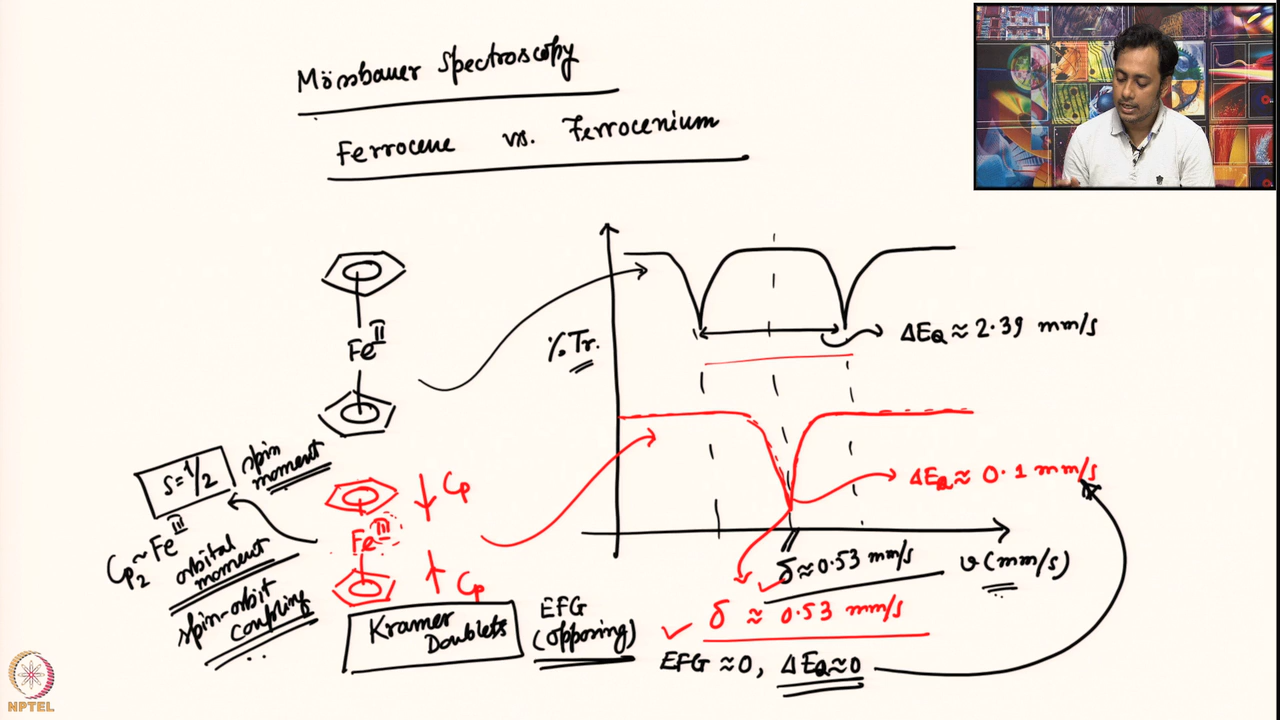 Mössbauer Spectroscopy
Ferrocene vs. Ferrocenium
Fe II
% Tr.
ΔEQ ≈ 2.39 mm/s
S = 1/2
spin
moment
Cp
Fe III
Cp
Cp2 ~ Fe III
orbital
moment
spin-orbit
coupling
Kramer
Doublets
EFG
(opposing)
ΔEQ ≈ 0.1 mm/s
δ ≈ 0.53 mm/s
υ (mm/s)
δ ≈ 0.53 mm/s
EFG ≈ 0, ΔEQ ≈ 0
NPTEL